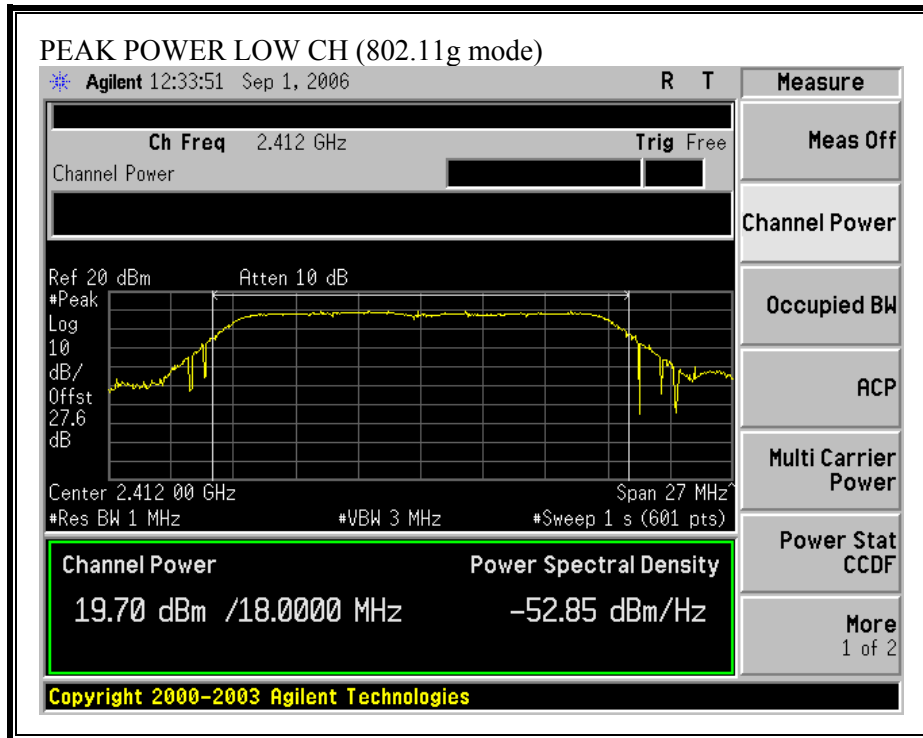 PEAK POWER LOW CH (802.11g mode)
Agilent 12:33:51 Sep 1, 2006 R T
Measure
Ch Freq 2.412 GHz Trig Free
Meas Off
Channel Power
Channel Power
Ref 20 dBm Atten 10 dB
#Peak
Log
10
dB/
Offst
27.6
dB
Occupied BW
ACP
Multi Carrier
Power
Center 2.412 00 GHz Span 27 MHz^
#Res BW 1 MHz #VBW 3 MHz #Sweep 1 s (601 pts)
Channel Power Power Spectral Density
19.70 dBm /18.0000 MHz -52.85 dBm/Hz
Power Stat
CCDF
More
1 of 2
Copyright 2000-2003 Agilent Technologies